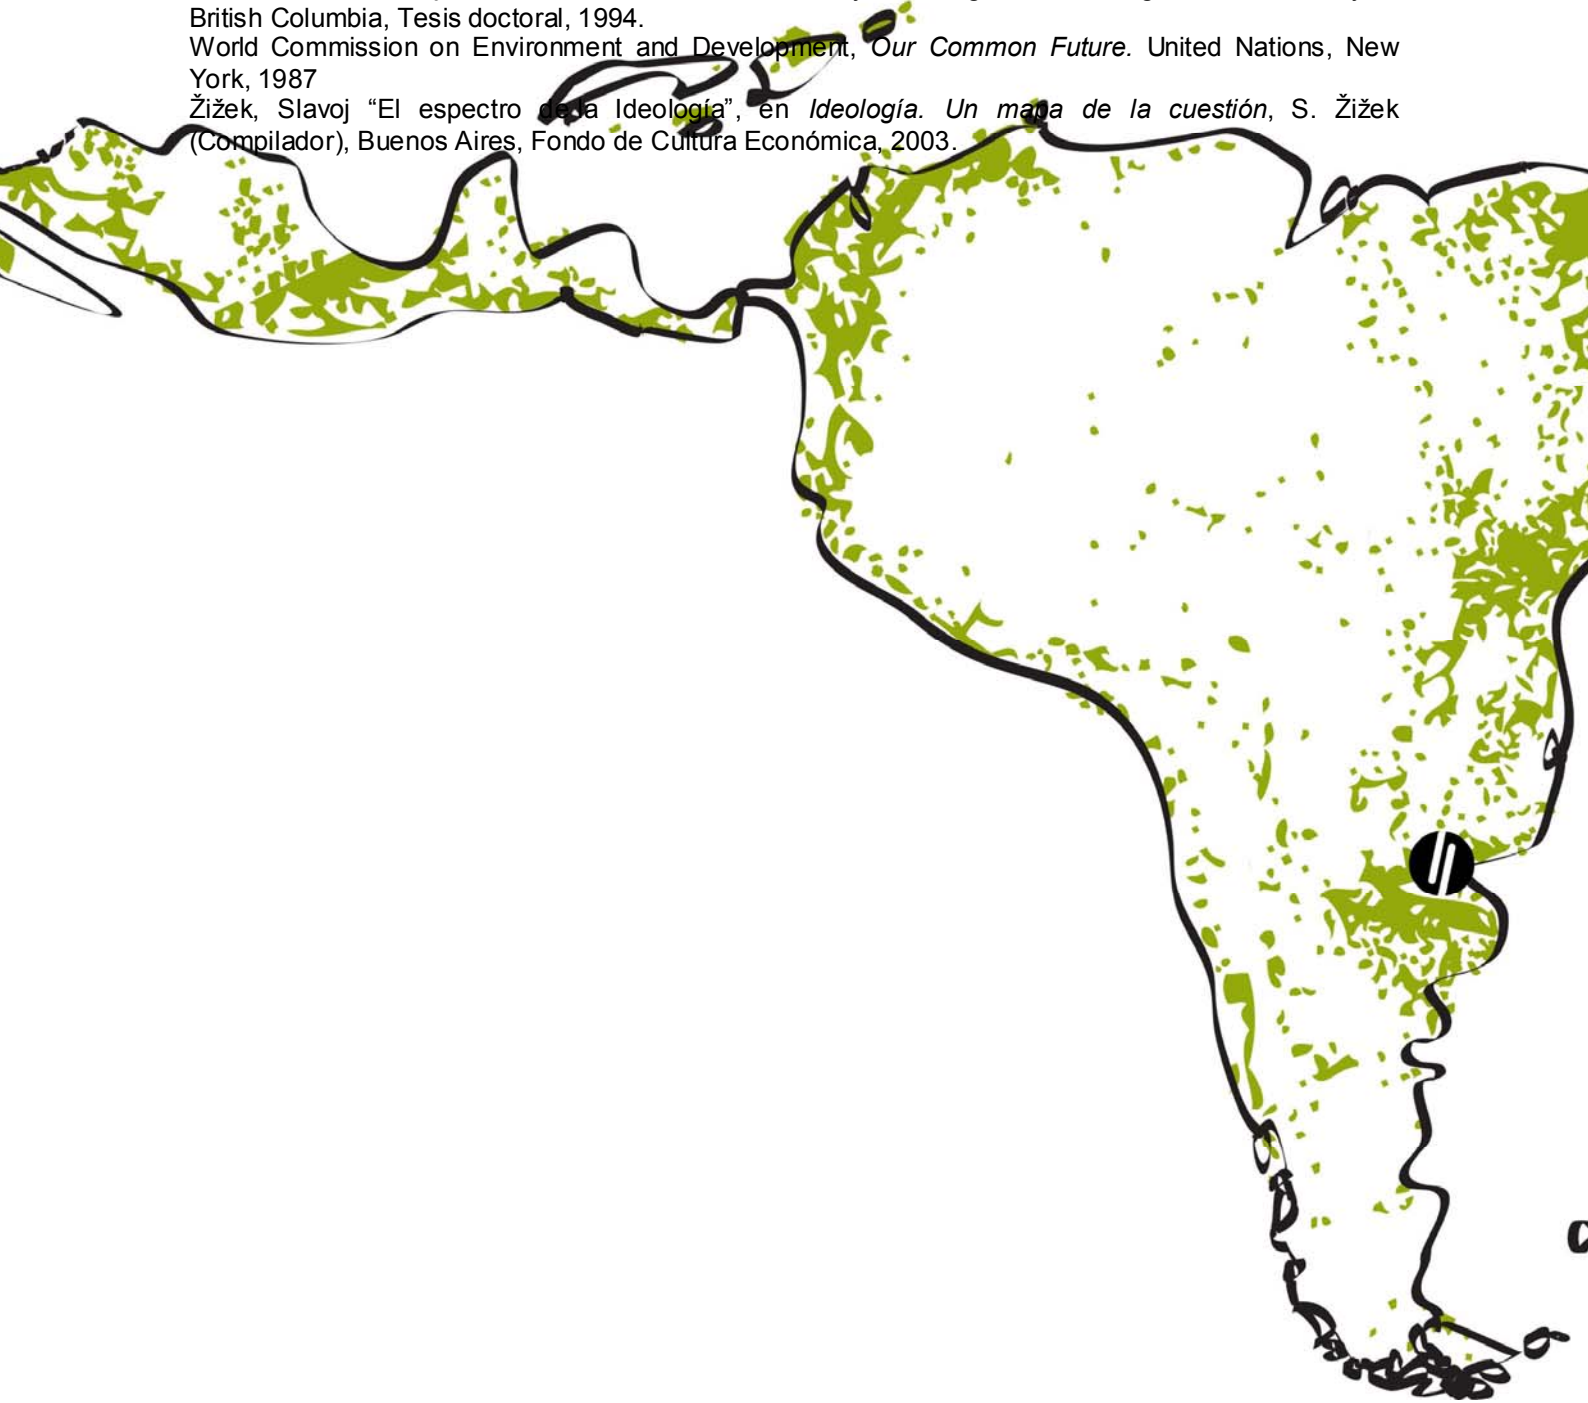 British Columbia, Tesis doctoral, 1994.
World Commission on Environment and Development, Our Common Future. United Nations, New
York, 1987
Žižek, Slavoj “El espectro de la Ideología”, en Ideología. Un mapa de la cuestión, S. Žižek
(Compilador), Buenos Aires, Fondo de Cultura Económica, 2003.